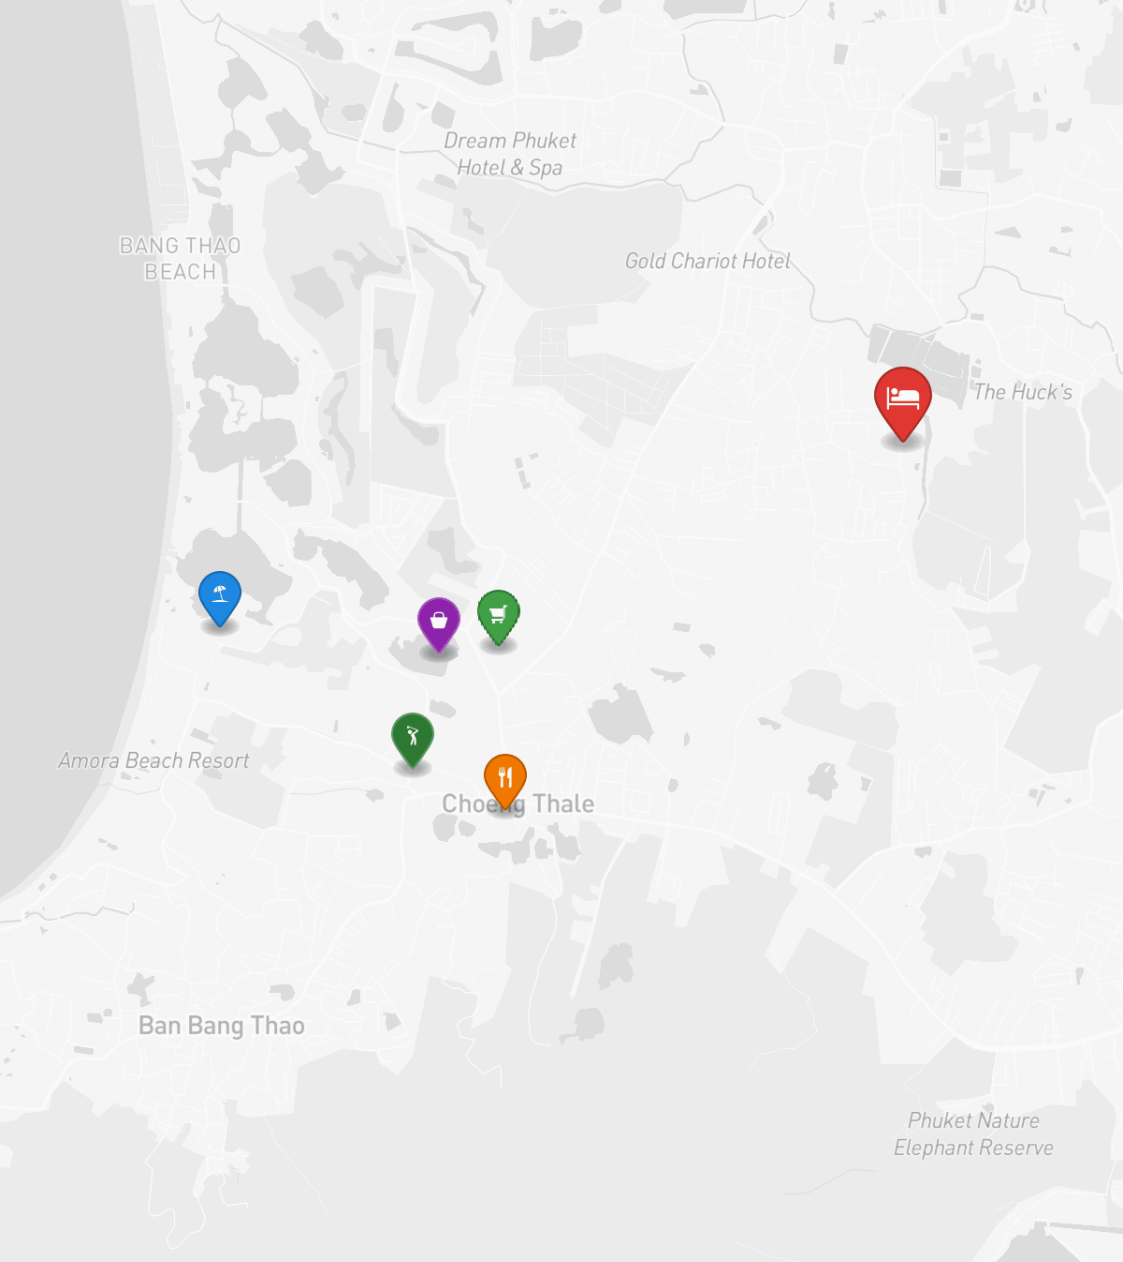 Dream Phuket
Hotel & Spa
BANG THAO
BEACH
Gold Chariot Hotel
The Huck's
Amora Beach Resort
Choeng Thale
Ban Bang Thao
Phuket Nature
Elephant Reserve